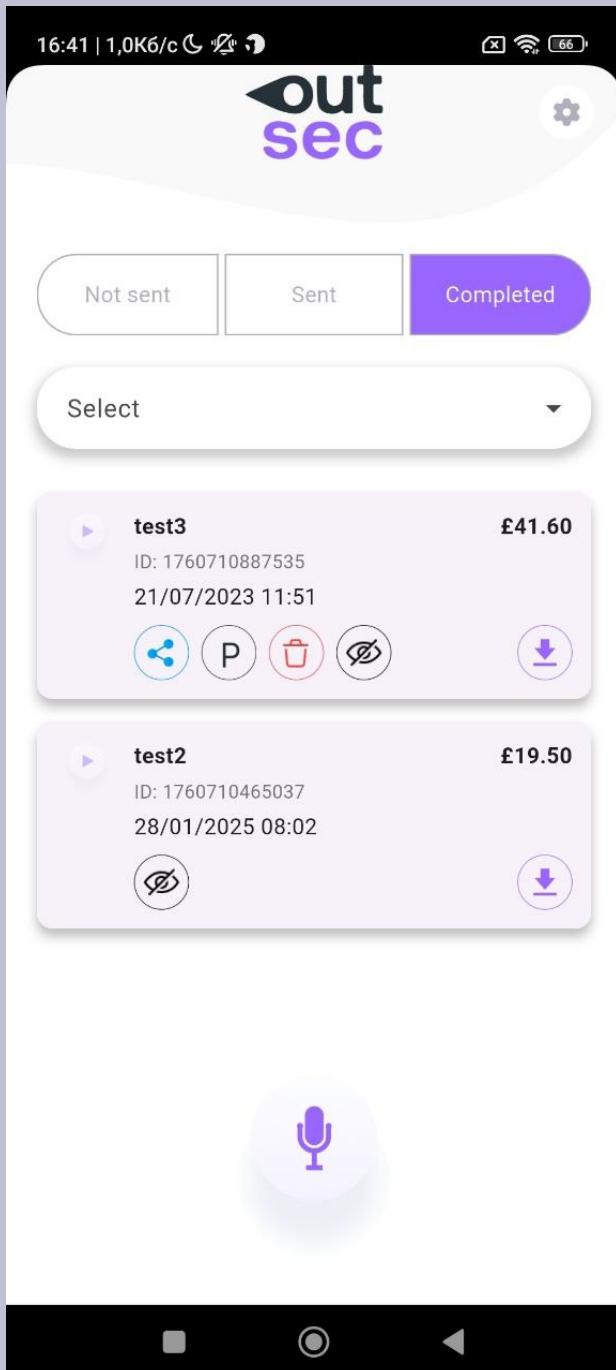 16:41 | 1,0Кб/с 66
out
sec
Not sent Sent Completed
Select
test3 £41.60
ID: 1760710887535
21/07/2023 11:51
P
test2 £19.50
ID: 1760710465037
28/01/2025 08:02